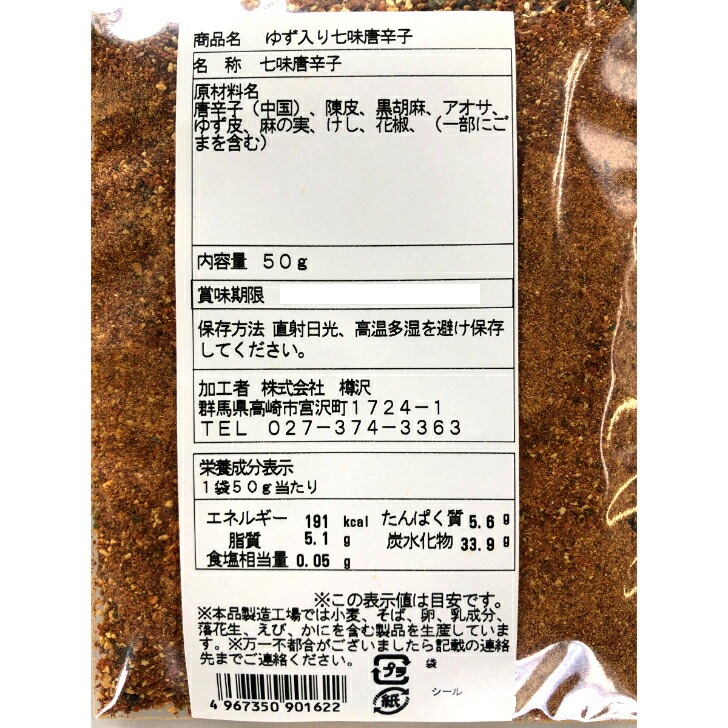 商品名　ゆず入り七味唐辛子
名　称　七味唐辛子
原材料名
唐辛子（中国）、陳皮、黒胡麻、アオサ、
ゆず皮、麻の実、けし、花椒、（一部にご
まを含む）
内容量　５０ｇ
賞味期限
保存方法 直射日光、高温多湿を避け保存
してください。
加工者　株式会社　樽沢
群馬県高崎市宮沢町１７２４－１
ＴＥＬ　０２７－３７４－３３６３
栄養成分表示
１袋５０ｇ当たり
エネルギー 191 kcal たんぱく質 5.6 g
脂質 5.1 g 炭水化物 33.9 g
食塩相当量 0.05 g
※この表示値は目安です。
※本品製造工場では小麦、そば、卵、乳成分、
落花生、えび、かにを含む製品を生産していま
す。※万一不都合がございましたら記載の連絡
先までご連絡ください。
プラ 袋
紙 シール
4 967350 901622